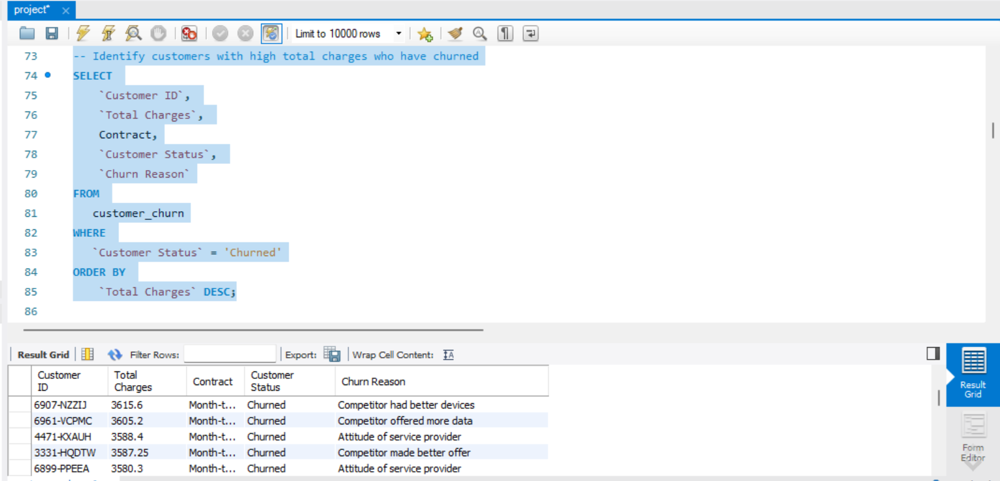 project*
Limit to 10000 rows
73 -- Identify customers with high total charges who have churned
74 SELECT
75 `Customer ID`,
76 `Total Charges`,
77 Contract,
78 `Customer Status`,
79 `Churn Reason`
80 FROM
81 customer_churn
82 WHERE
83 `Customer Status` = 'Churned'
84 ORDER BY
85 `Total Charges` DESC;
86
Result Grid Filter Rows: Export: Wrap Cell Content:
Customer ID Total Charges Contract Customer Status Churn Reason
6907-NZZIJ 3615.6 Month-t... Churned Competitor had better devices
6961-VCPMC 3605.2 Month-t... Churned Competitor offered more data
4471-KXAUH 3588.4 Month-t... Churned Attitude of service provider
3331-HQDTW 3587.25 Month-t... Churned Competitor made better offer
6899-PPEEA 3580.3 Month-t... Churned Attitude of service provider
Result
Grid
Form
Editor